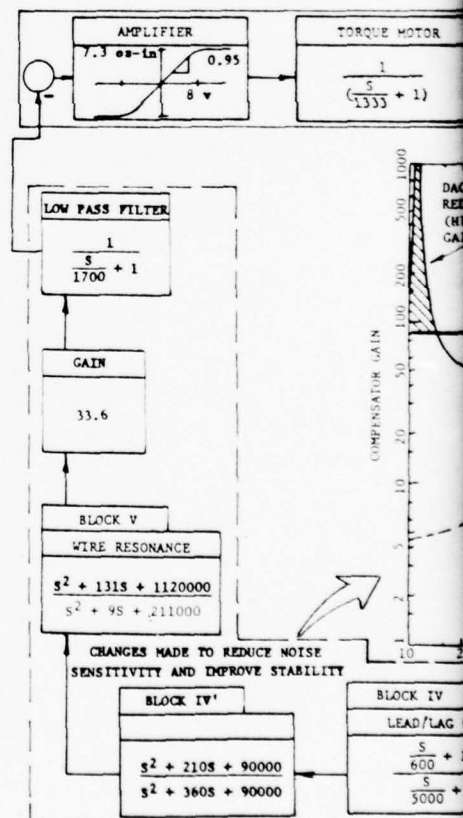 AMPLIFIER
7.3 oz-in
0.95
8 v
TORQUE MOTOR
1
(S/1333 + 1)
-
LOW PASS FILTER
1
S/1700 + 1
GAIN
33.6
BLOCK V
WIRE RESONANCE
S² + 131S + 1120000
S² + 9S + 211000
CHANGES MADE TO REDUCE NOISE
SENSITIVITY AND IMPROVE STABILITY
BLOCK IV'
S² + 210S + 90000
S² + 360S + 90000
BLOCK IV
LEAD/LAG
S/600 +
S/5000 +
COMPENSATOR GAIN
1000
500
200
100
50
20
10
5
2
1
10
RED
GAI